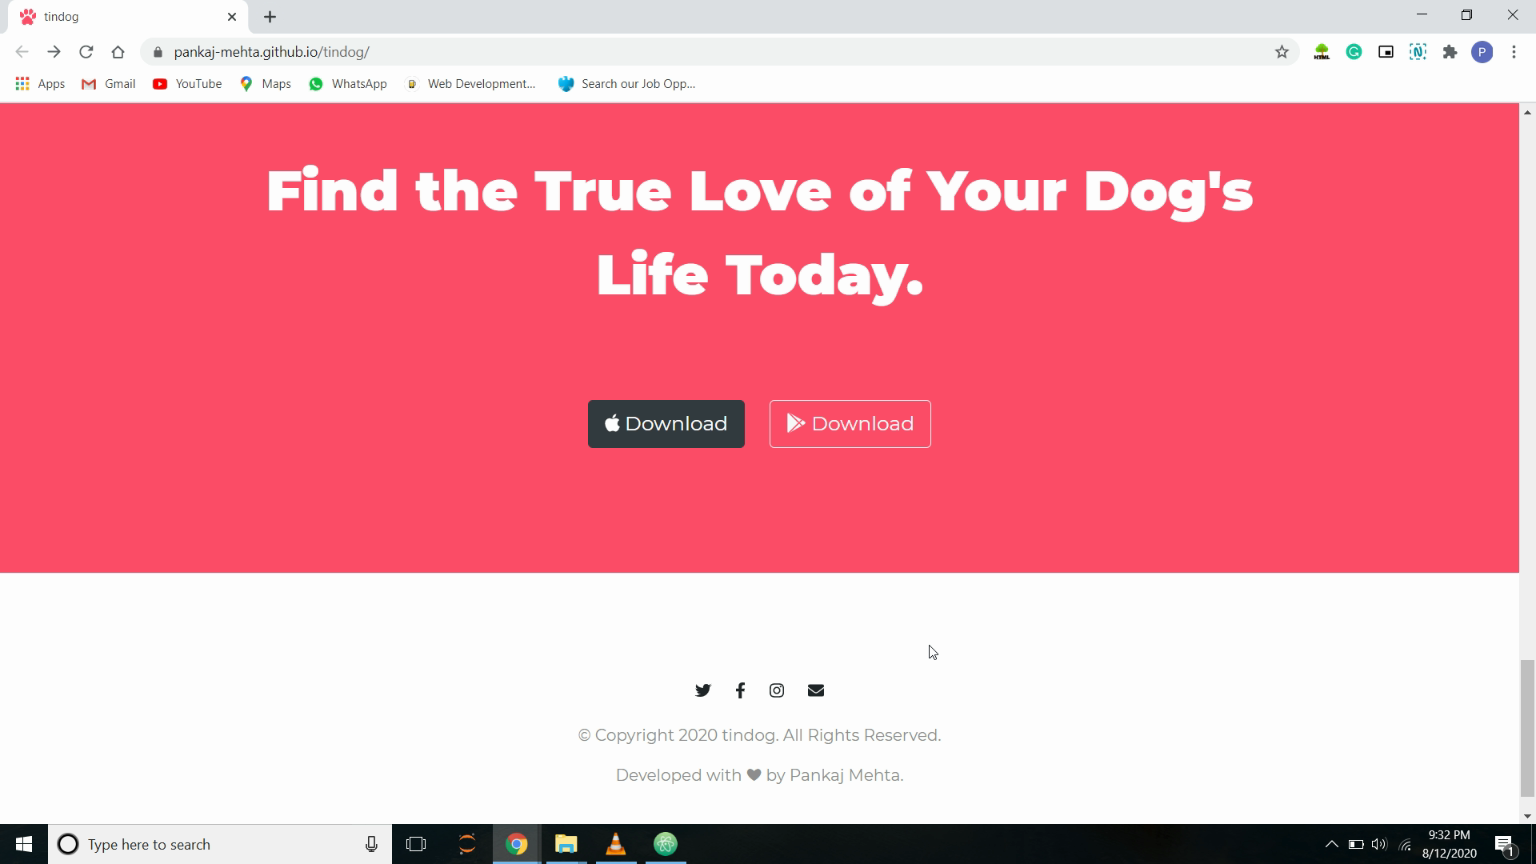 tindog
pankaj-mehta.github.io/tindog/
HTML
N
P
Apps
Gmail
YouTube
Maps
WhatsApp
Web Development...
Search our Job Opp...
Find the True Love of Your Dog's
Life Today.
Download
Download
© Copyright 2020 tindog. All Rights Reserved.
Developed with ❤ by Pankaj Mehta.
Type here to search
9:32 PM
8/12/2020
1